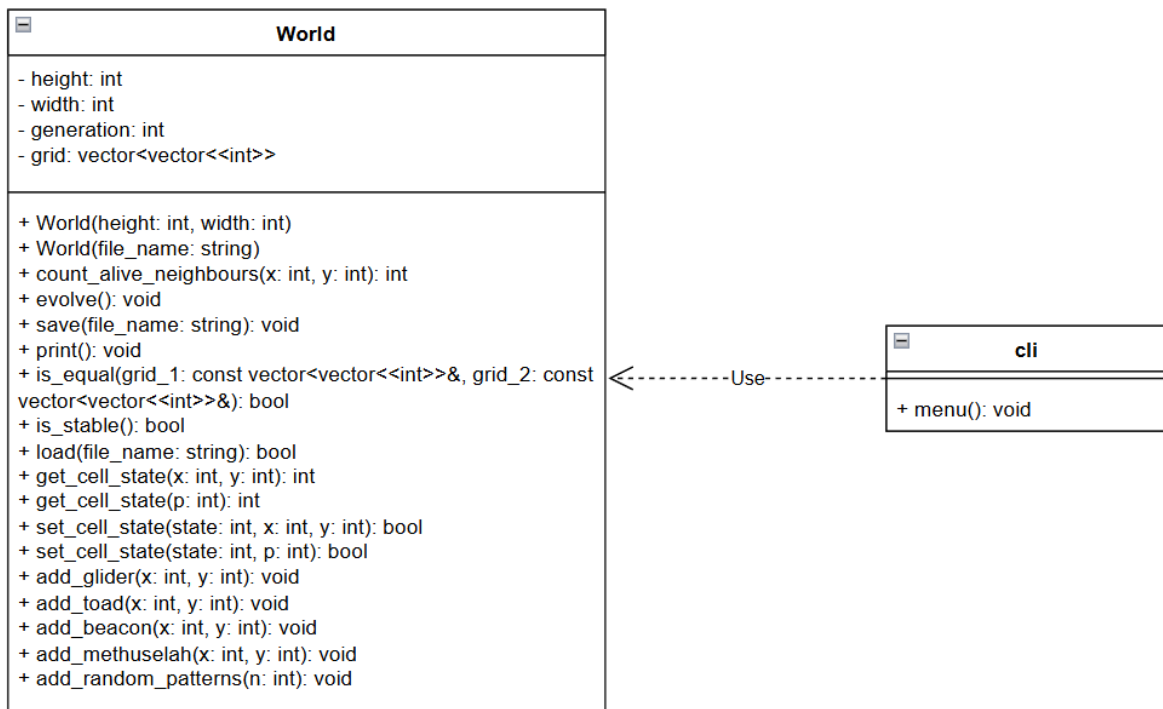 World
- height: int
- width: int
- generation: int
- grid: vector<vector<<int>>
+ World(height: int, width: int)
+ World(file_name: string)
+ count_alive_neighbours(x: int, y: int): int
+ evolve(): void
+ save(file_name: string): void
+ print(): void
+ is_equal(grid_1: const vector<vector<<int>>&, grid_2: const
vector<vector<<int>>&): bool
+ is_stable(): bool
+ load(file_name: string): bool
+ get_cell_state(x: int, y: int): int
+ get_cell_state(p: int): int
+ set_cell_state(state: int, x: int, y: int): bool
+ set_cell_state(state: int, p: int): bool
+ add_glider(x: int, y: int): void
+ add_toad(x: int, y: int): void
+ add_beacon(x: int, y: int): void
+ add_methuselah(x: int, y: int): void
+ add_random_patterns(n: int): void
Use
cli
+ menu(): void